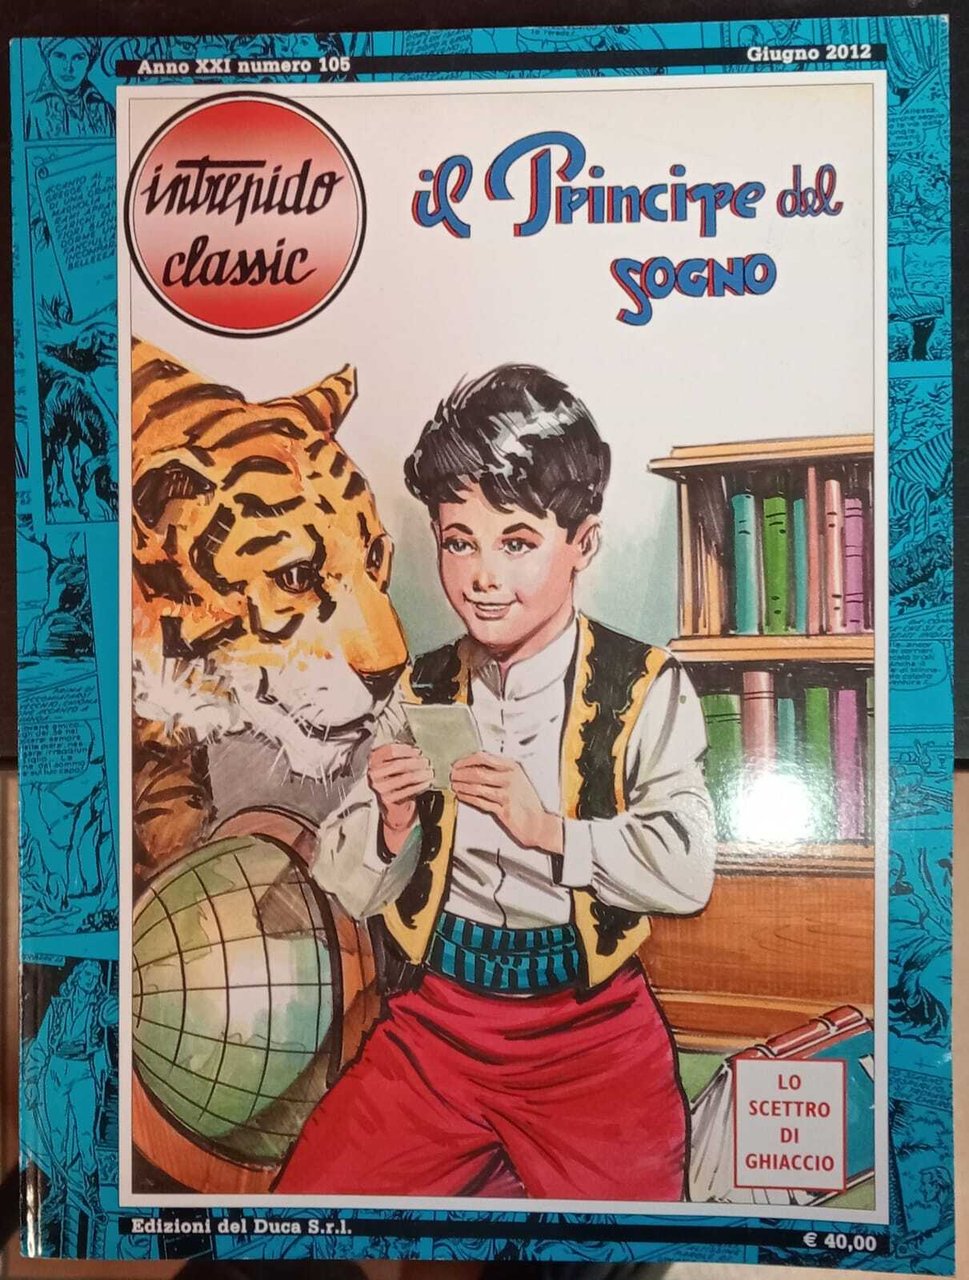 Anno XXI numero 105
Giugno 2012
intrepido
classic
il Principe del
SOGNO
LO
SCETTRO
DI
GHIACCIO
Edizioni del Duca S.r.l.
€ 40,00